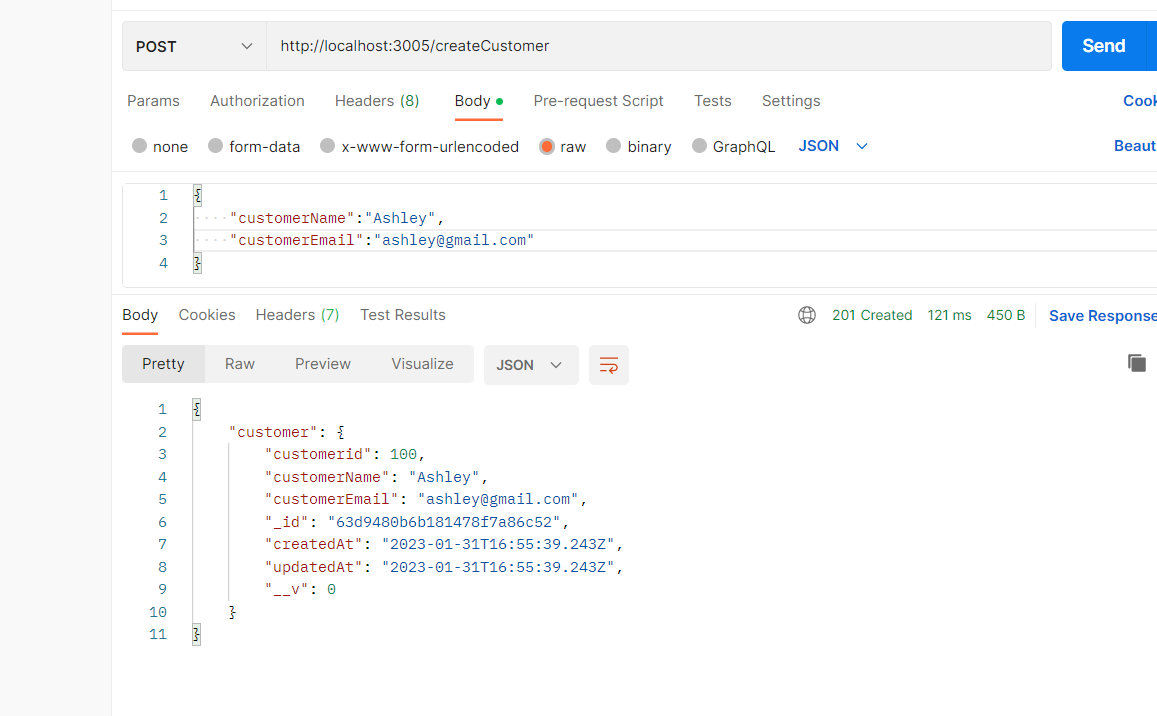 POST http://localhost:3005/createCustomer Send
Params Authorization Headers (8) Body Pre-request Script Tests Settings Cook
none form-data x-www-form-urlencoded raw binary GraphQL JSON Beaut
1 {
2 ····"customerName":"Ashley",
3 ····"customerEmail":"ashley@gmail.com"
4 }
Body Cookies Headers (7) Test Results 201 Created 121 ms 450 B Save Response
Pretty Raw Preview Visualize JSON
1 {
2 "customer": {
3 "customerid": 100,
4 "customerName": "Ashley",
5 "customerEmail": "ashley@gmail.com",
6 "_id": "63d9480b6b181478f7a86c52",
7 "createdAt": "2023-01-31T16:55:39.243Z",
8 "updatedAt": "2023-01-31T16:55:39.243Z",
9 "__v": 0
10 }
11 }